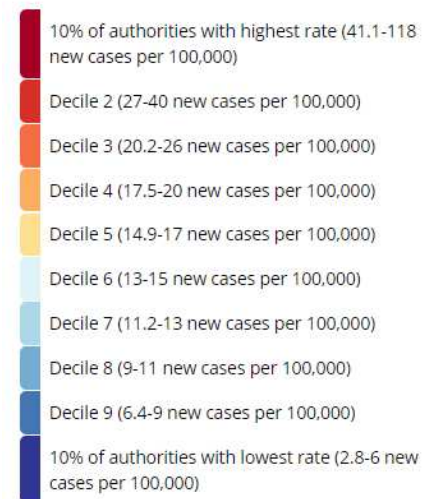 10% of authorities with highest rate (41.1-118
new cases per 100,000)
Decile 2 (27-40 new cases per 100,000)
Decile 3 (20.2-26 new cases per 100,000)
Decile 4 (17.5-20 new cases per 100,000)
Decile 5 (14.9-17 new cases per 100,000)
Decile 6 (13-15 new cases per 100,000)
Decile 7 (11.2-13 new cases per 100,000)
Decile 8 (9-11 new cases per 100,000)
Decile 9 (6.4-9 new cases per 100,000)
10% of authorities with lowest rate (2.8-6 new
cases per 100,000)